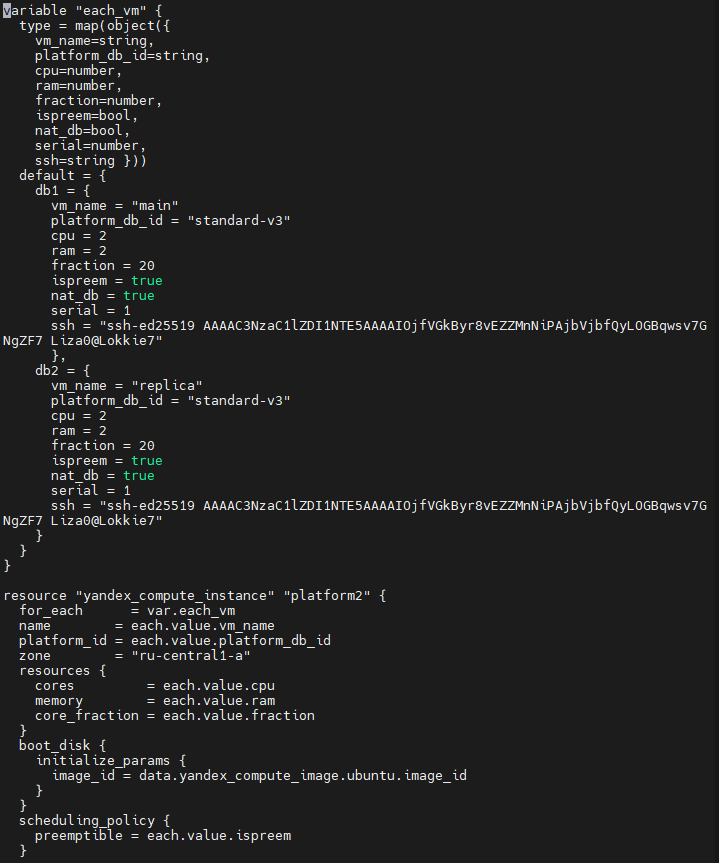 variable "each_vm" {
  type = map(object({
    vm_name=string,
    platform_db_id=string,
    cpu=number,
    ram=number,
    fraction=number,
    ispreem=bool,
    nat_db=bool,
    serial=number,
    ssh=string }))
  default = {
    db1 = {
      vm_name = "main"
      platform_db_id = "standard-v3"
      cpu = 2
      ram = 2
      fraction = 20
      ispreem = true
      nat_db = true
      serial = 1
      ssh = "ssh-ed25519 AAAAC3NzaC1lZDI1NTE5AAAAIOjfVGkByr8vEZZMnNiPAjbVjbfQyLOGBqwsv7G
NgZF7 Liza0@Lokkie7"
      },
    db2 = {
      vm_name = "replica"
      platform_db_id = "standard-v3"
      cpu = 2
      ram = 2
      fraction = 20
      ispreem = true
      nat_db = true
      serial = 1
      ssh = "ssh-ed25519 AAAAC3NzaC1lZDI1NTE5AAAAIOjfVGkByr8vEZZMnNiPAjbVjbfQyLOGBqwsv7G
NgZF7 Liza0@Lokkie7"
    }
  }
}

resource "yandex_compute_instance" "platform2" {
  for_each      = var.each_vm
  name        = each.value.vm_name
  platform_id = each.value.platform_db_id
  zone        = "ru-central1-a"
  resources {
    cores         = each.value.cpu
    memory        = each.value.ram
    core_fraction = each.value.fraction
  }
  boot_disk {
    initialize_params {
      image_id = data.yandex_compute_image.ubuntu.image_id
    }
  }
  scheduling_policy {
    preemptible = each.value.ispreem
  }